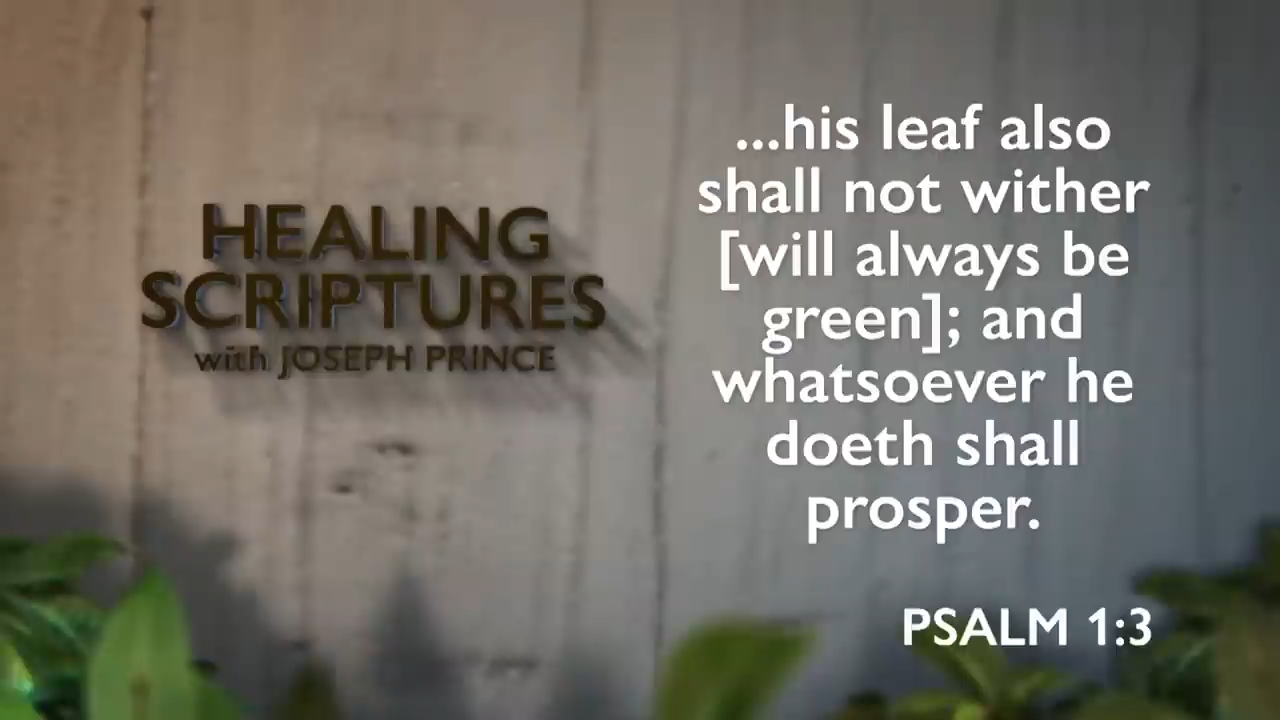 HEALING
SCRIPTURES
with JOSEPH PRINCE
...his leaf also
shall not wither
[will always be
green]; and
whatsoever he
doeth shall
prosper.
PSALM 1:3